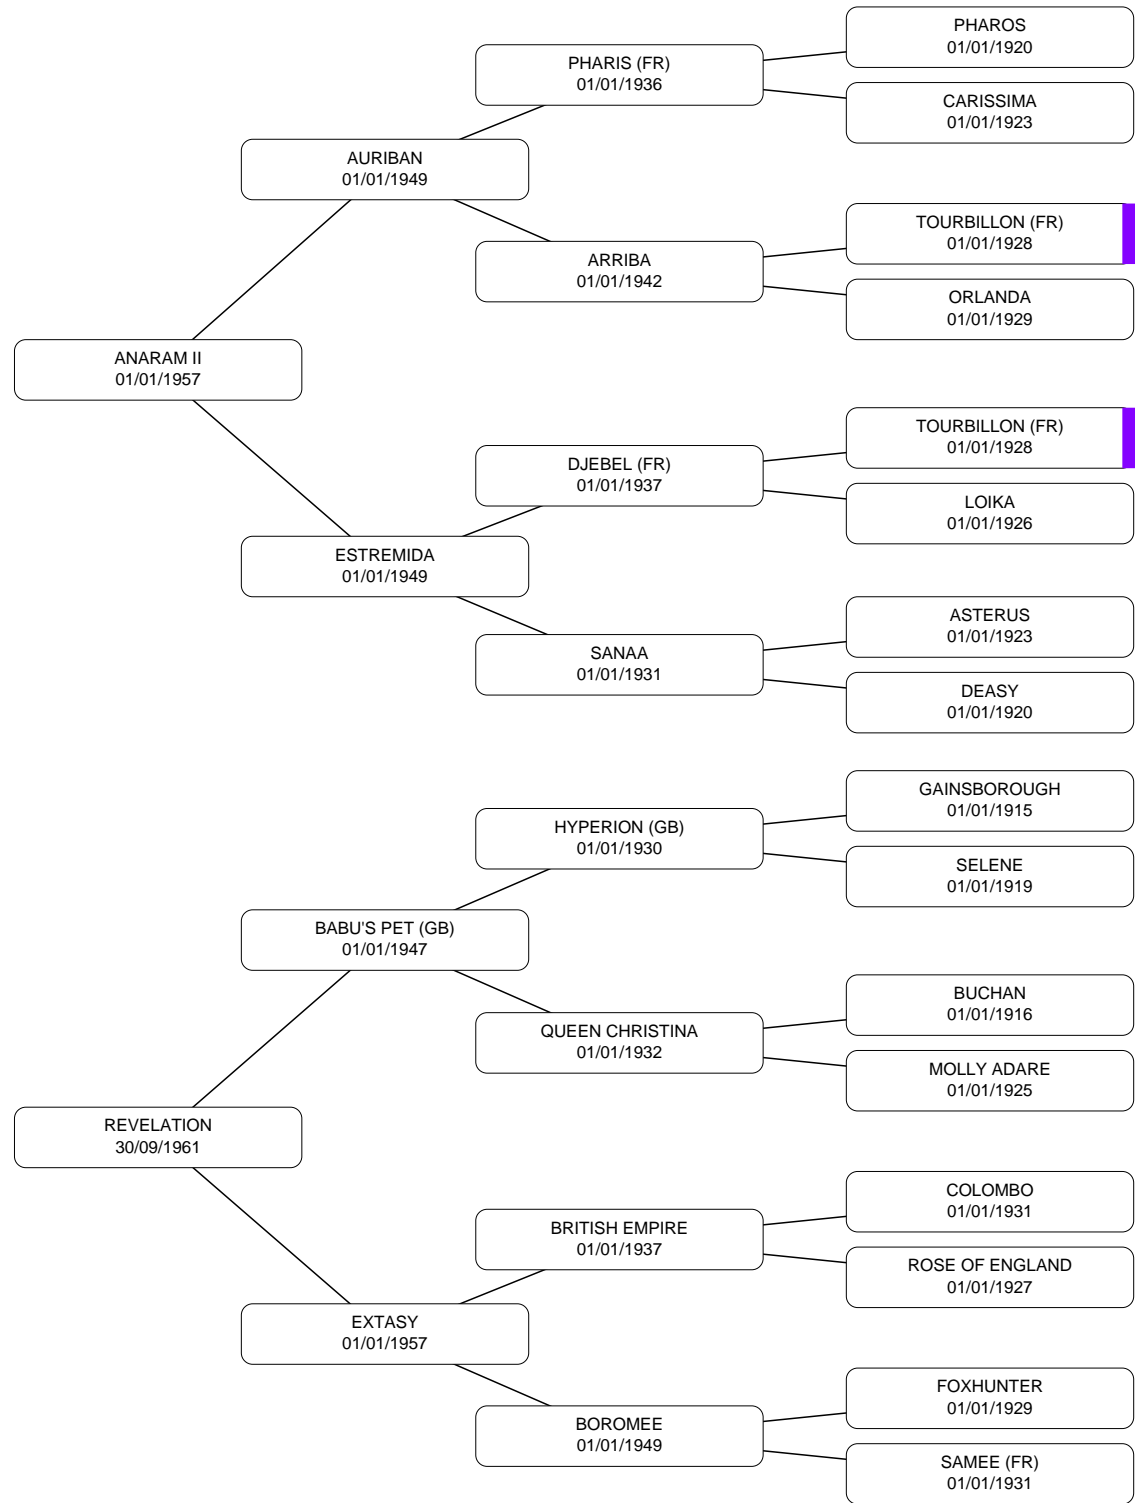 PHAROS
01/01/1920
PHARIS (FR)
01/01/1936
CARISSIMA
01/01/1923
AURIBAN
01/01/1949
TOURBILLON (FR)
01/01/1928
ARRIBA
01/01/1942
ORLANDA
01/01/1929
ANARAM II
01/01/1957
TOURBILLON (FR)
01/01/1928
DJEBEL (FR)
01/01/1937
LOIKA
01/01/1926
ESTREMIDA
01/01/1949
ASTERUS
01/01/1923
SANAA
01/01/1931
DEASY
01/01/1920
GAINSBOROUGH
01/01/1915
HYPERION (GB)
01/01/1930
SELENE
01/01/1919
BABU'S PET (GB)
01/01/1947
BUCHAN
01/01/1916
QUEEN CHRISTINA
01/01/1932
MOLLY ADARE
01/01/1925
REVELATION
30/09/1961
COLOMBO
01/01/1931
BRITISH EMPIRE
01/01/1937
ROSE OF ENGLAND
01/01/1927
EXTASY
01/01/1957
FOXHUNTER
01/01/1929
BOROMEE
01/01/1949
SAMEE (FR)
01/01/1931